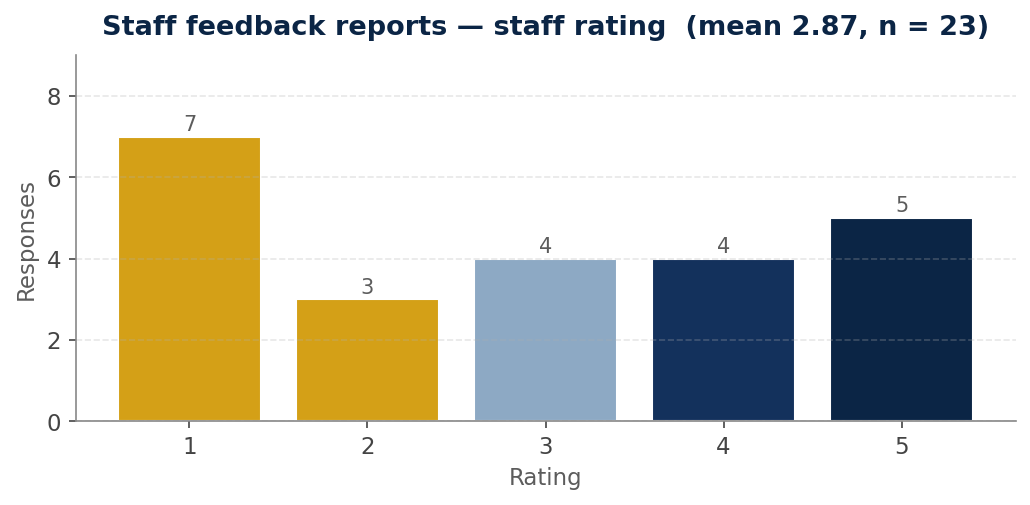 Staff feedback reports — staff rating  (mean 2.87, n = 23)
8
6
4
2
0
Responses
7
3
4
4
5
1 2 3 4 5
Rating